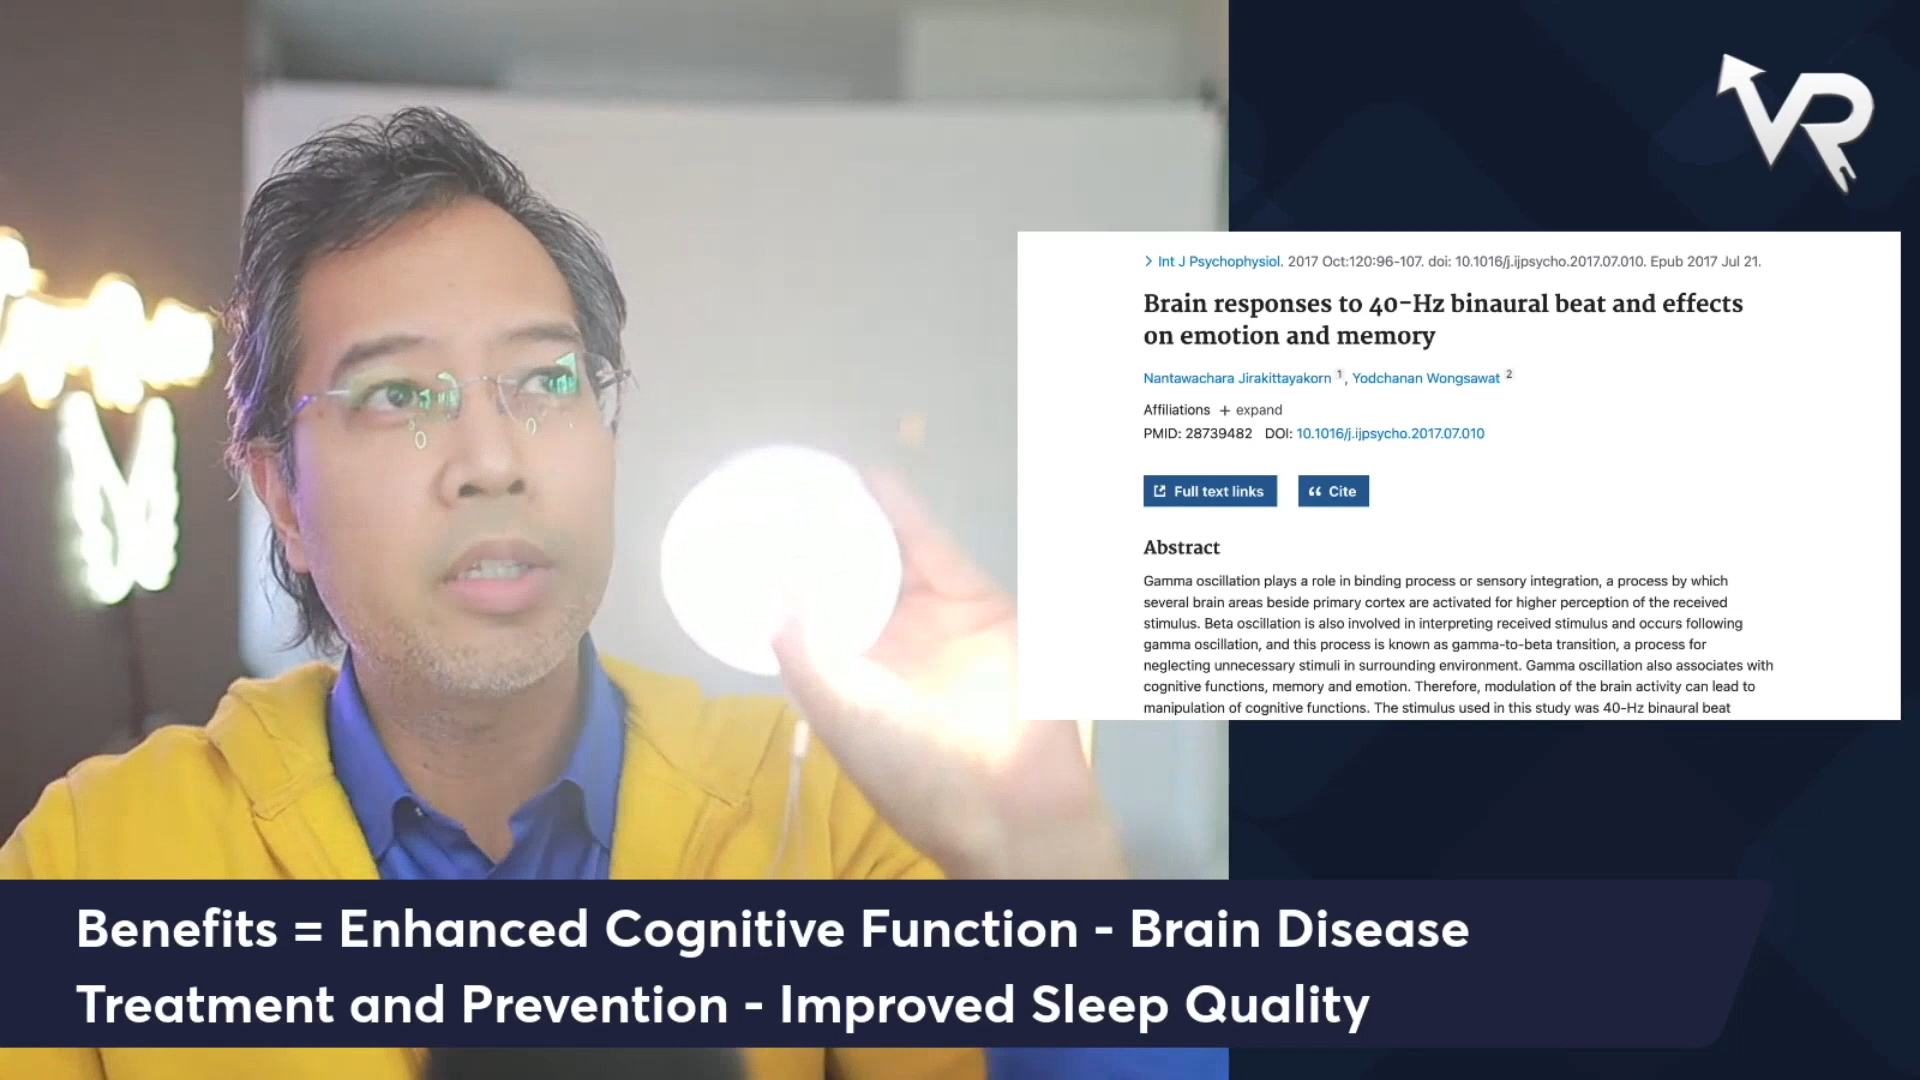 VR
> Int J Psychophysiol. 2017 Oct:120:96-107. doi: 10.1016/j.ijpsycho.2017.07.010. Epub 2017 Jul 21.
Brain responses to 40-Hz binaural beat and effects
on emotion and memory
Nantawachara Jirakittayakorn 1, Yodchanan Wongsawat 2
Affiliations + expand
PMID: 28739482 DOI: 10.1016/j.ijpsycho.2017.07.010
Full text links
Cite
Abstract
Gamma oscillation plays a role in binding process or sensory integration, a process by which
several brain areas beside primary cortex are activated for higher perception of the received
stimulus. Beta oscillation is also involved in interpreting received stimulus and occurs following
gamma oscillation, and this process is known as gamma-to-beta transition, a process for
neglecting unnecessary stimuli in surrounding environment. Gamma oscillation also associates with
cognitive functions, memory and emotion. Therefore, modulation of the brain activity can lead to
manipulation of cognitive functions. The stimulus used in this study was 40-Hz binaural beat
Benefits = Enhanced Cognitive Function - Brain Disease
Treatment and Prevention - Improved Sleep Quality